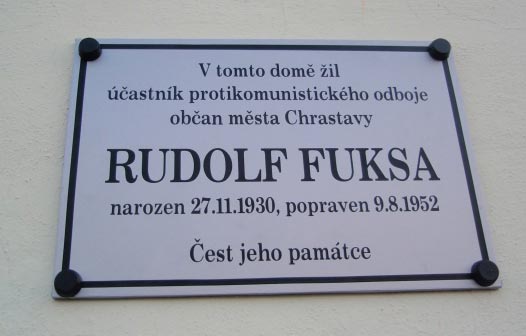 V tomto domě žil
účastník protikomunistického odboje
občan města Chrastavy
RUDOLF FUKSA
narozen 27.11.1930, popraven 9.8.1952
Čest jeho památce